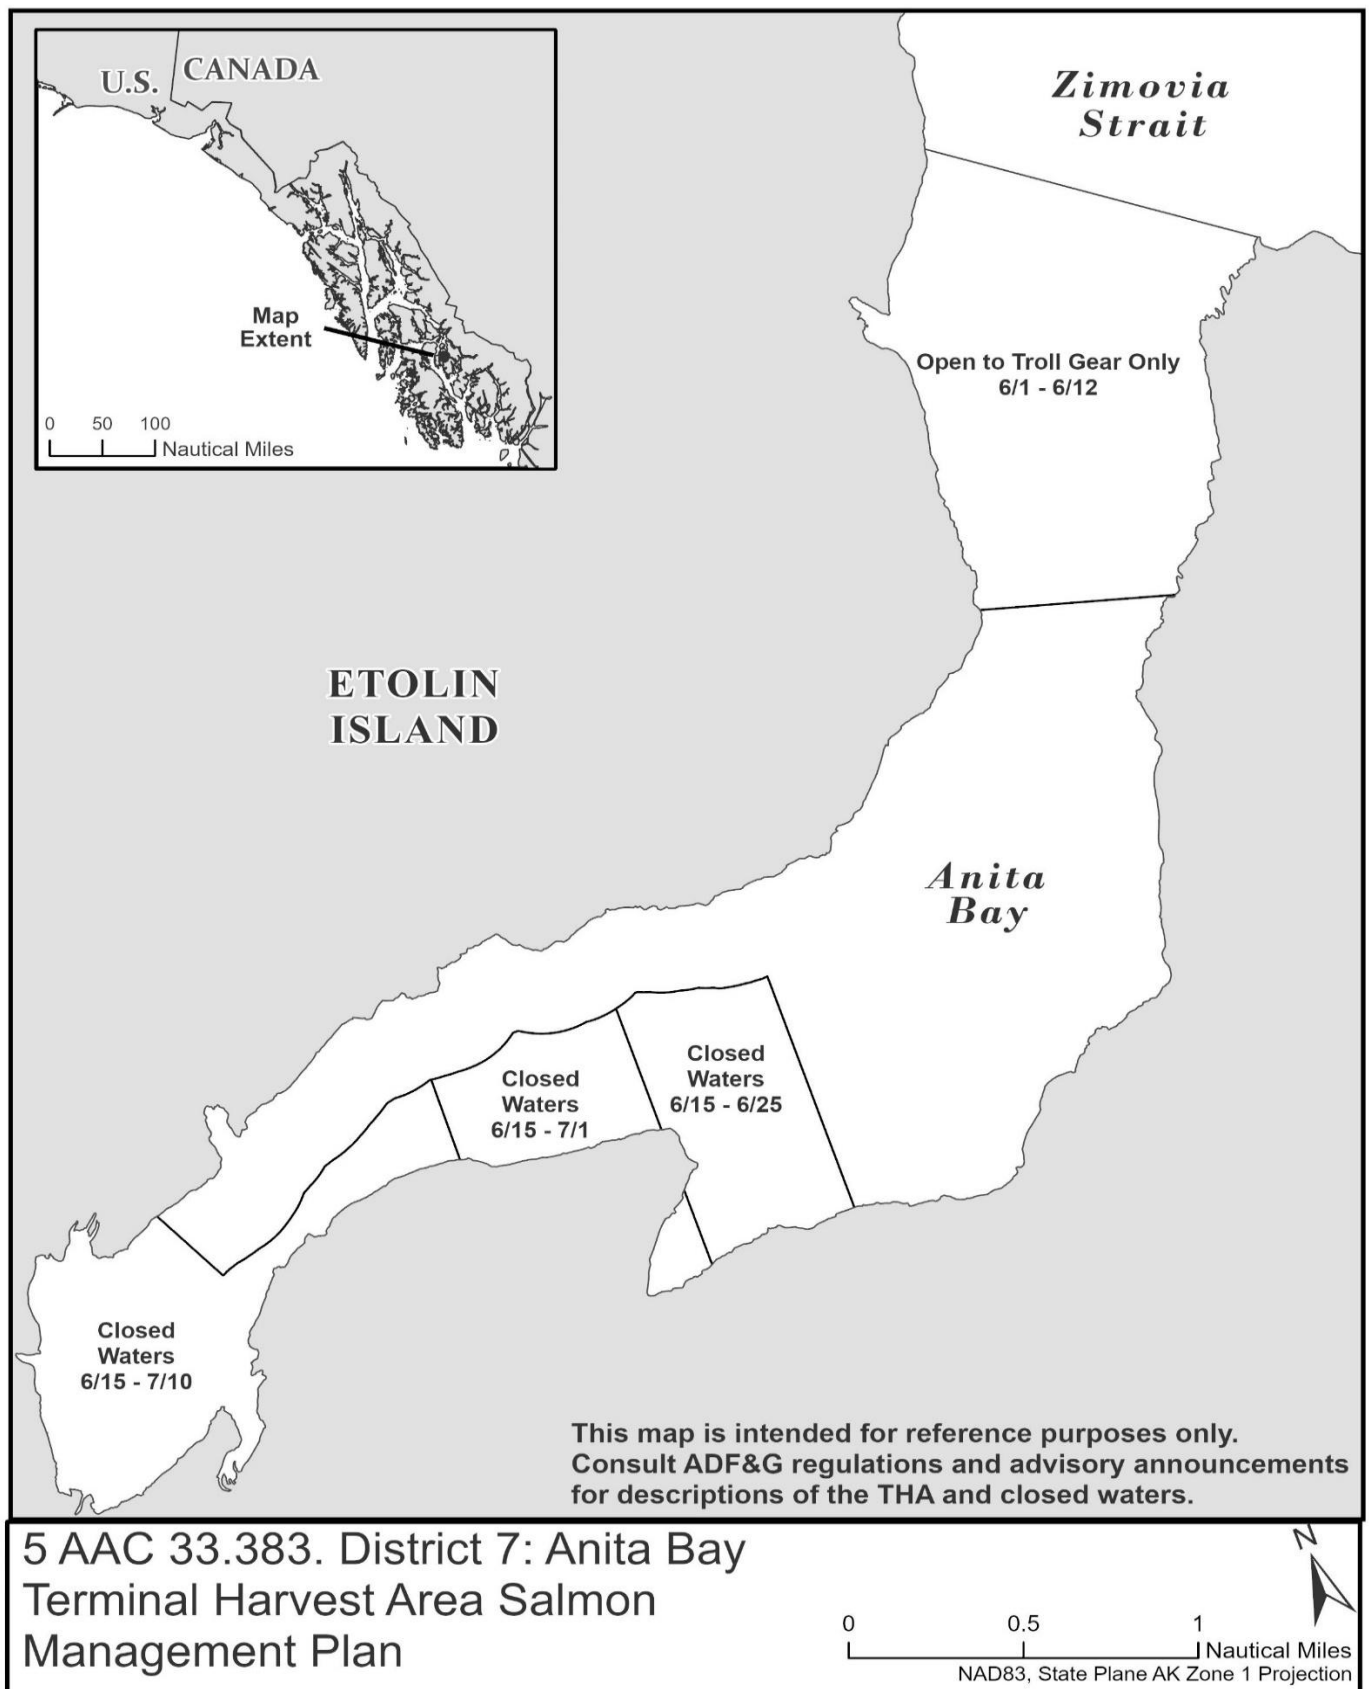 U.S.
CANADA
Map
Extent
0 50 100
Nautical Miles
Zimovia
Strait
Open to Troll Gear Only
6/1 - 6/12
ETOLIN
ISLAND
Anita
Bay
Closed
Waters
6/15 - 6/25
Closed
Waters
6/15 - 7/1
Closed
Waters
6/15 - 7/10
This map is intended for reference purposes only.
Consult ADF&G regulations and advisory announcements
for descriptions of the THA and closed waters.
5 AAC 33.383. District 7: Anita Bay
Terminal Harvest Area Salmon
Management Plan
N
0 0.5 1
Nautical Miles
NAD83, State Plane AK Zone 1 Projection